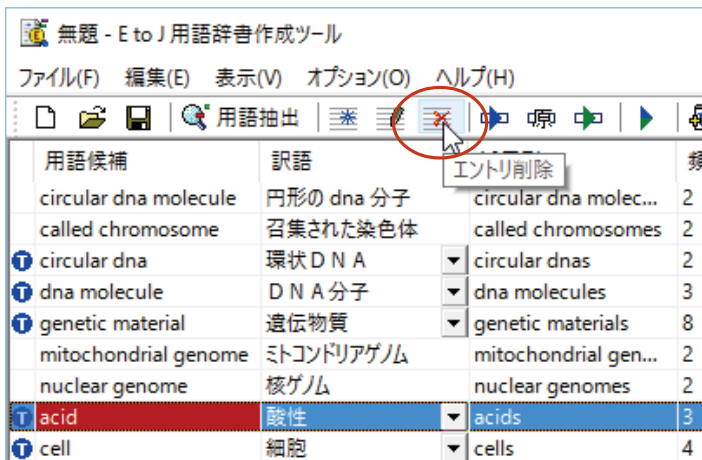 無題 - E to J 用語辞書作成ツール
ファイル(F) 編集(E) 表示(V) オプション(O) ヘルプ(H)
用語抽出 原
エントリ削除
用語候補 訳語 頻
circular dna molecule 円形の dna 分子 circular dna molec... 2
called chromosome 召集された染色体 called chromosomes 2
T circular dna 環状ＤＮＡ circular dnas 2
T dna molecule ＤＮＡ分子 dna molecules 3
T genetic material 遺伝物質 genetic materials 8
mitochondrial genome ミトコンドリアゲノム mitochondrial gen... 2
nuclear genome 核ゲノム nuclear genomes 2
T acid 酸性 acids 3
T cell 細胞 cells 4